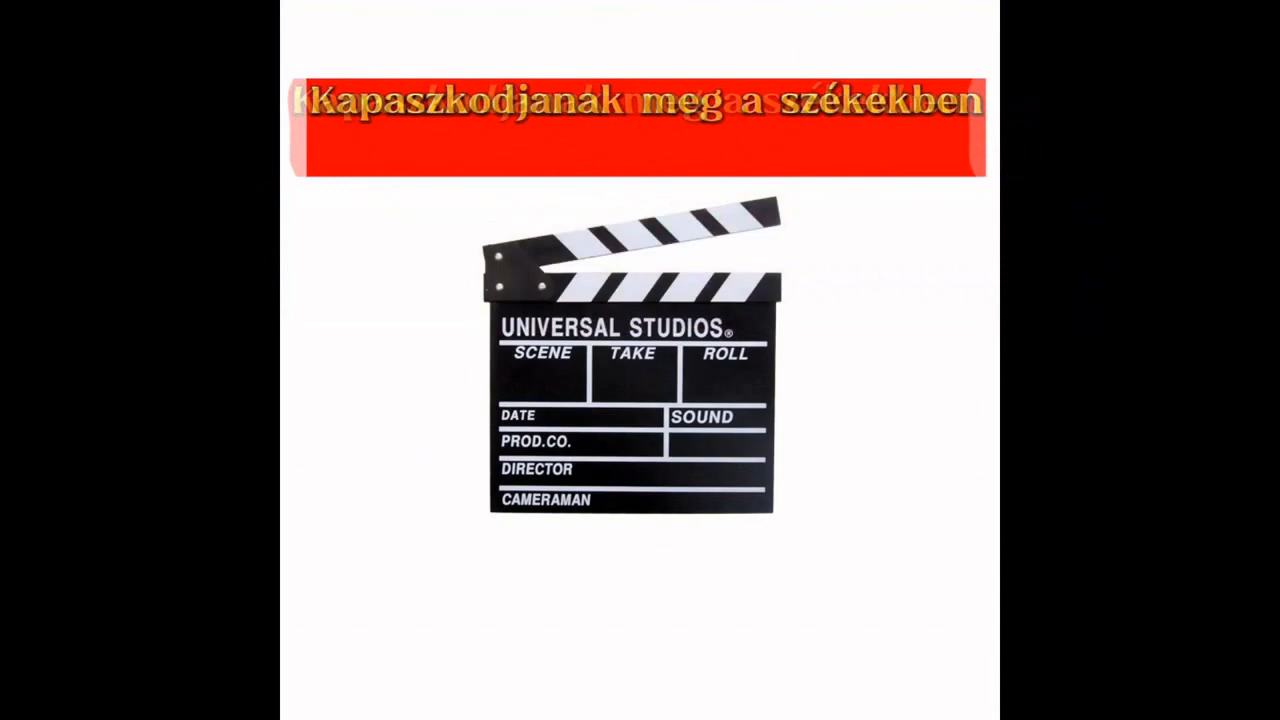 Kapaszkodjanak meg a székekben
UNIVERSAL STUDIOS®
SCENE TAKE ROLL
DATE SOUND
PROD.CO.
DIRECTOR
CAMERAMAN